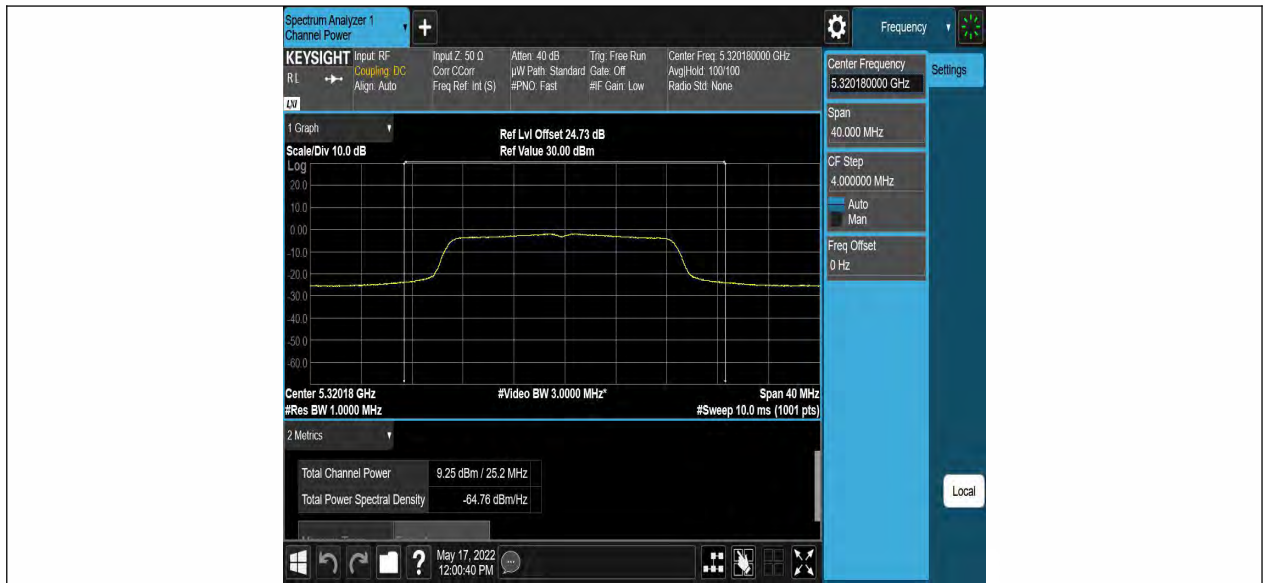 Spectrum Analyzer 1
Channel Power
Frequency
KEYSIGHT
RL
LXI
Input: RF
Coupling: DC
Align: Auto
Input Z: 50 Ω
Corr CCorr
Freq Ref: Int (S)
Atten: 40 dB
µW Path: Standard
#PNO: Fast
Trig: Free Run
Gate: Off
#IF Gain: Low
Center Freq: 5.320180000 GHz
Avg|Hold: 100/100
Radio Std: None
Center Frequency
5.320180000 GHz
Settings
Span
40.000 MHz
CF Step
4.000000 MHz
Auto
Man
Freq Offset
0 Hz
Local
1 Graph
Scale/Div 10.0 dB
Ref Lvl Offset 24.73 dB
Ref Value 30.00 dBm
Log
20.0
10.0
0.00
-10.0
-20.0
-30.0
-40.0
-50.0
-60.0
Center 5.32018 GHz
#Video BW 3.0000 MHz*
Span 40 MHz
#Res BW 1.0000 MHz
#Sweep 10.0 ms (1001 pts)
2 Metrics
Total Channel Power 9.25 dBm / 25.2 MHz
Total Power Spectral Density -64.76 dBm/Hz
May 17, 2022
12:00:40 PM